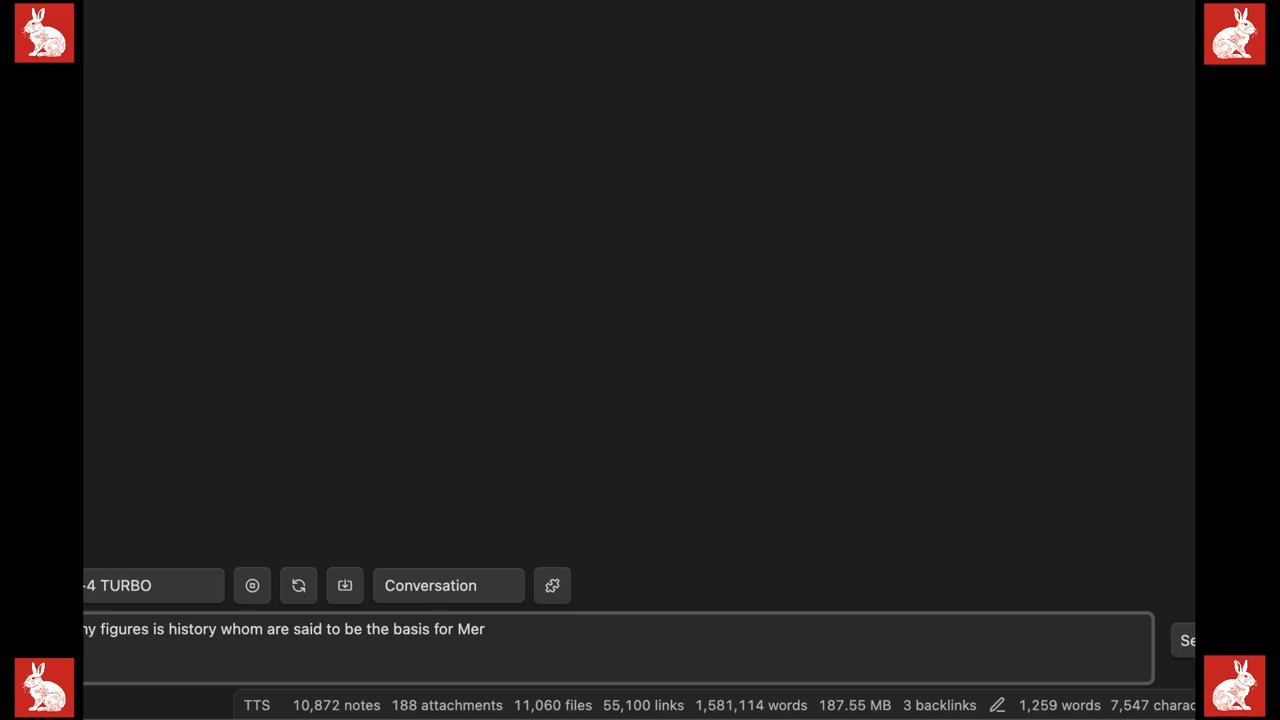 -4 TURBO
Conversation
ny figures is history whom are said to be the basis for Mer
Se
TTS 10,872 notes 188 attachments 11,060 files 55,100 links 1,581,114 words 187.55 MB 3 backlinks 1,259 words 7,547 charac